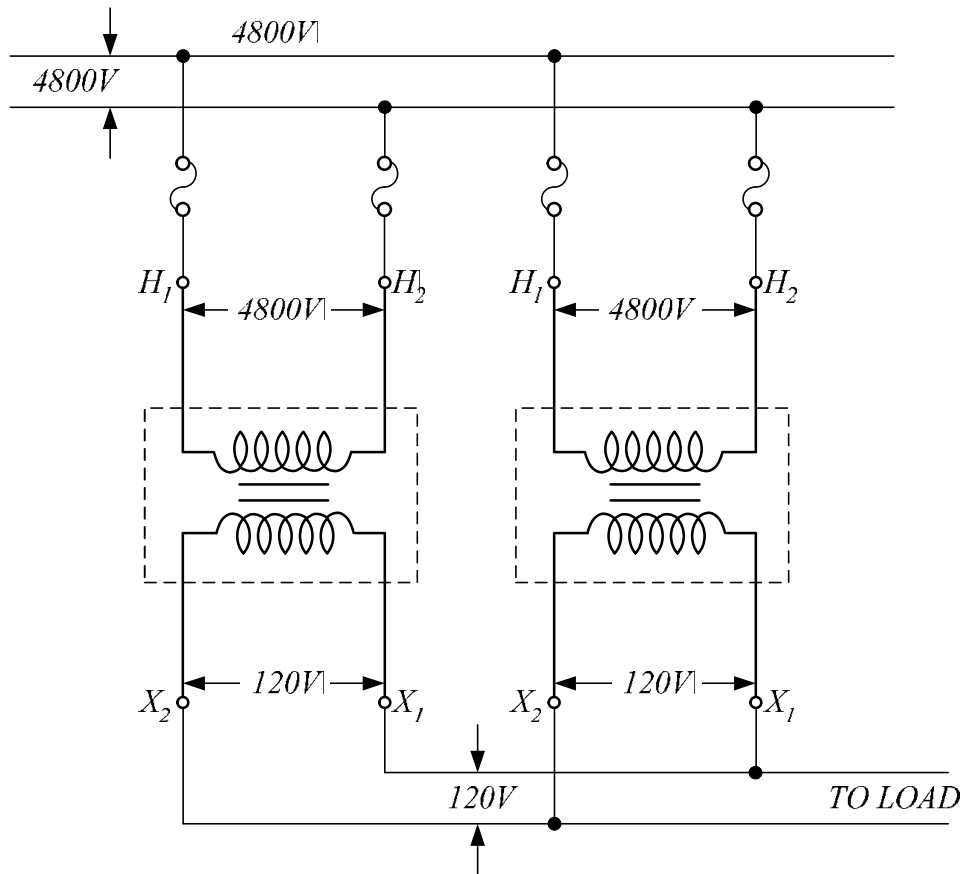 4800V
4800V
H1 H2 H1 H2
4800V 4800V
120V 120V
X2 X1 X2 X1
120V TO LOAD